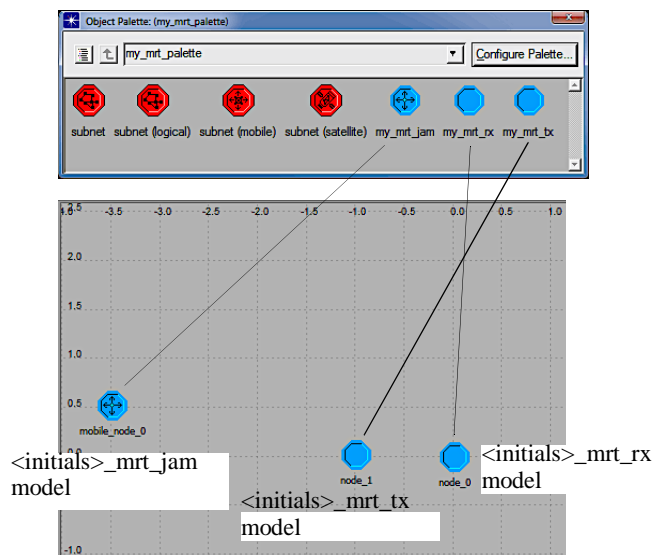 Object Palette: (my_mrt_palette)
my_mrt_palette
Configure Palette...
subnet subnet (logical) subnet (mobile) subnet (satellite) my_mrt_jam my_mrt_rx my_mrt_tx
-3.5 -3.0 -2.5 -2.0 -1.5 -1.0 -0.5 0.0 0.5 1.0
2.0
1.5
1.0
0.5
mobile_node_0
<initials>_mrt_jam
model
node_1
<initials>_mrt_tx
model
node_0
<initials>_mrt_rx
model
-1.0